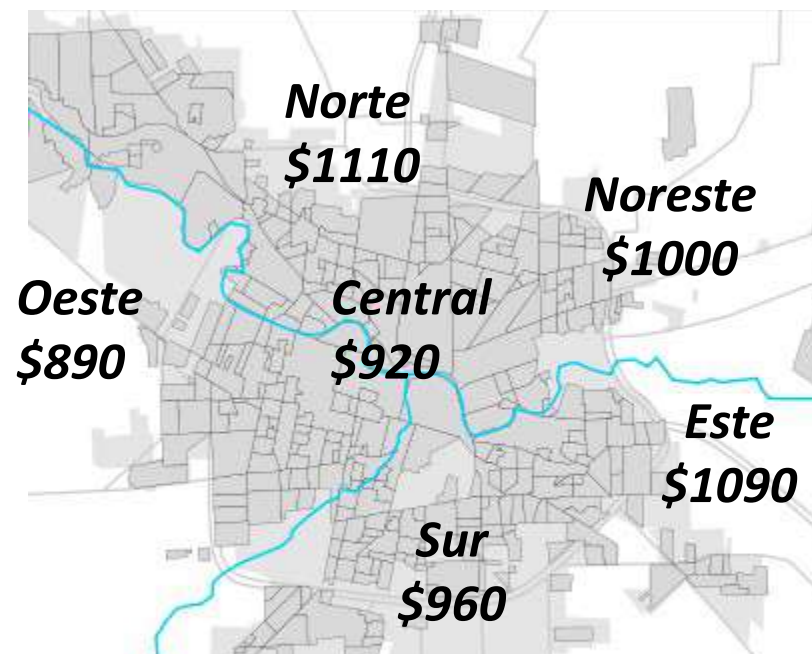 Norte
$1110
Noreste
$1000
Oeste
$890
Central
$920
Este
$1090
Sur
$960